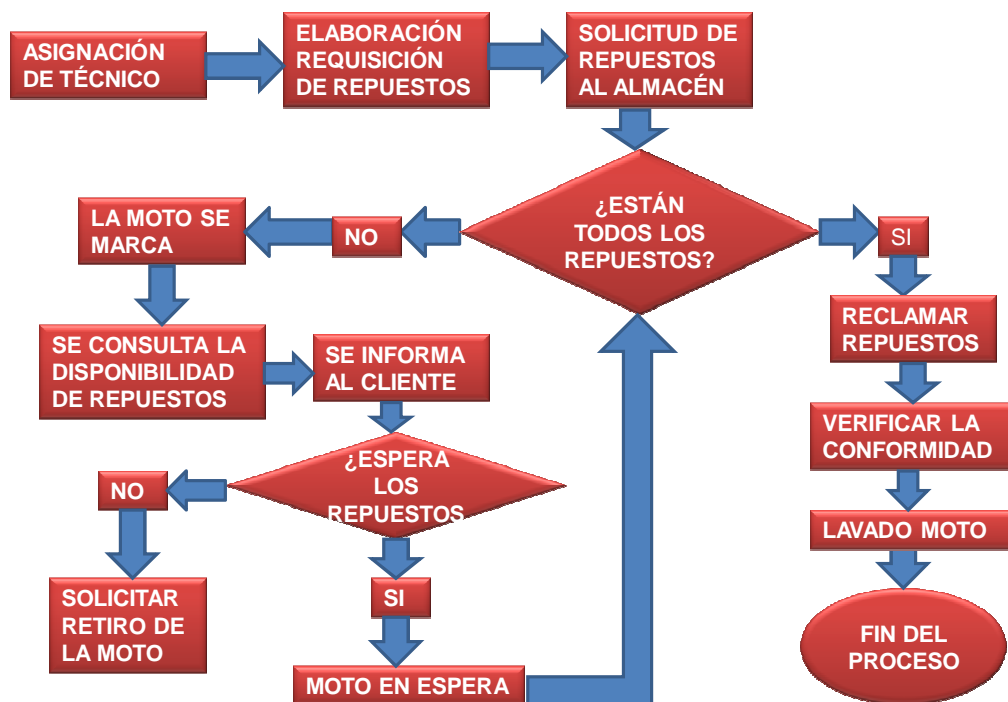 ASIGNACIÓN
DE TÉCNICO
ELABORACIÓN
REQUISICIÓN
DE REPUESTOS
SOLICITUD DE
REPUESTOS
AL ALMACÉN
¿ESTÁN
TODOS LOS
REPUESTOS?
NO
SI
LA MOTO SE
MARCA
RECLAMAR
REPUESTOS
SE CONSULTA LA
DISPONIBILIDAD
DE REPUESTOS
SE INFORMA
AL CLIENTE
VERIFICAR LA
CONFORMIDAD
¿ESPERA
LOS
REPUESTOS
NO
LAVADO MOTO
SI
SOLICITAR
RETIRO DE
LA MOTO
FIN DEL
PROCESO
MOTO EN ESPERA